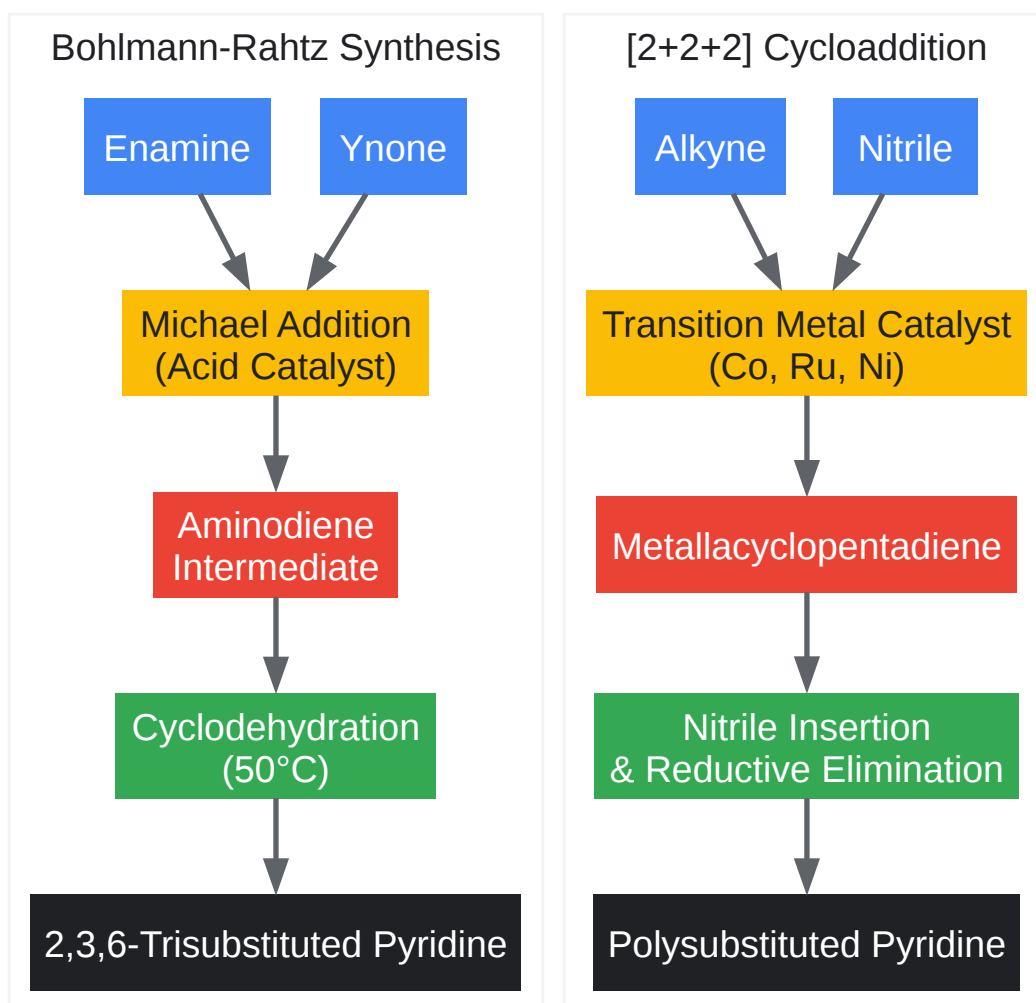 Bohlmann-Rahtz Synthesis
Enamine
Ynone
Michael Addition
(Acid Catalyst)
Aminodiene
Intermediate
Cyclodehydration
(50°C)
2,3,6-Trisubstituted Pyridine
[2+2+2] Cycloaddition
Alkyne
Nitrile
Transition Metal Catalyst
(Co, Ru, Ni)
Metallacyclopentadiene
Nitrile Insertion
& Reductive Elimination
Polysubstituted Pyridine